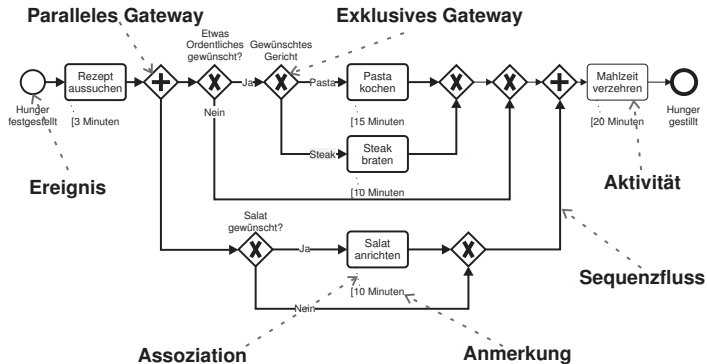 Paralleles Gateway
Exklusives Gateway
Etwas
Ordentliches
gewünscht?
Gewünschtes
Gericht
Rezept
aussuchen
Ja
Pasta
Pasta
kochen
Mahlzeit
verzehren
Hunger
festgestellt
[3 Minuten
Nein
[15 Minuten
[20 Minuten
Hunger
gestillt
Steak
Steak
braten
Ereignis
[10 Minuten
Aktivität
Salat
gewünscht?
Ja
Salat
anrichten
Sequenzfluss
[10 Minuten
Nein
Assoziation
Anmerkung